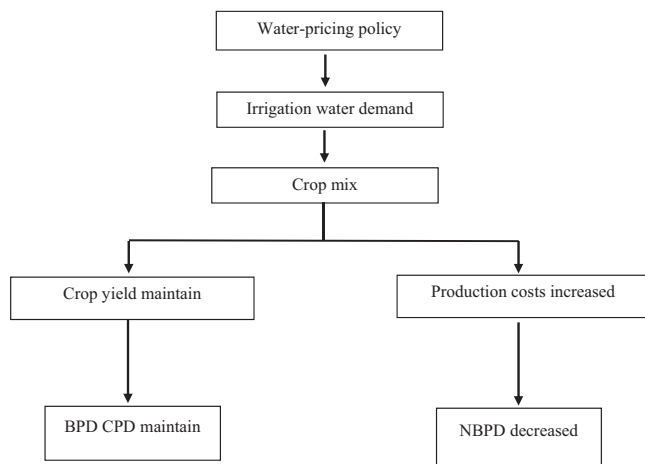 Water-pricing policy
Irrigation water demand
Crop mix
Crop yield maintain
Production costs increased
BPD CPD maintain
NBPD decreased